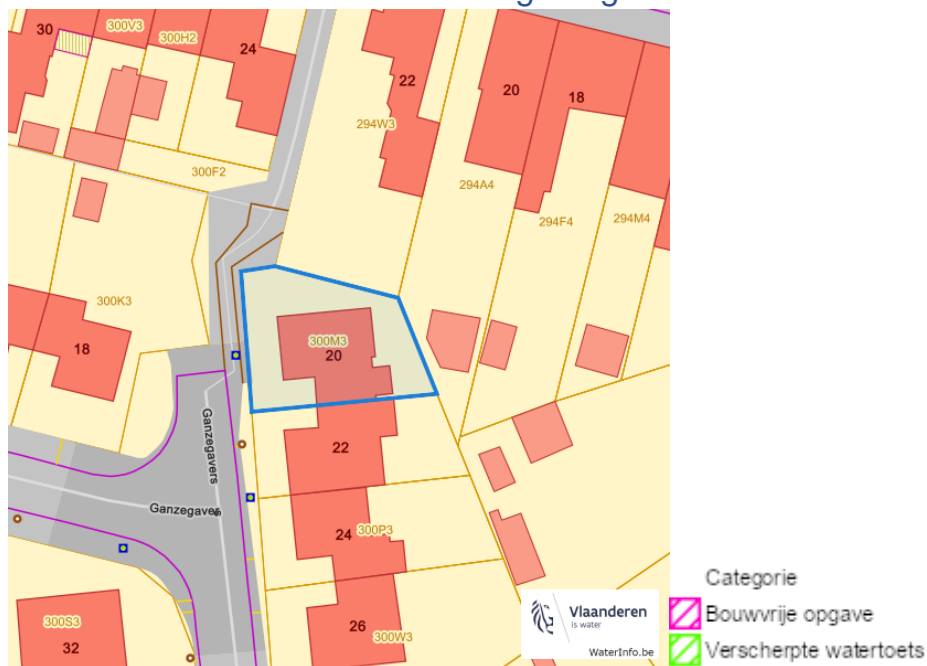 30
300V3
300H2
24
22
20
18
294W3
300F2
294A4
294F4
294M4
300K3
18
300M3
20
Ganzegavers
22
Ganzegavers
24
300P3
300S3
32
26
300W3
Vlaanderen
is water
WaterInfo.be
Categorie
Bouwvrije opgave
Verscherpte watertoets